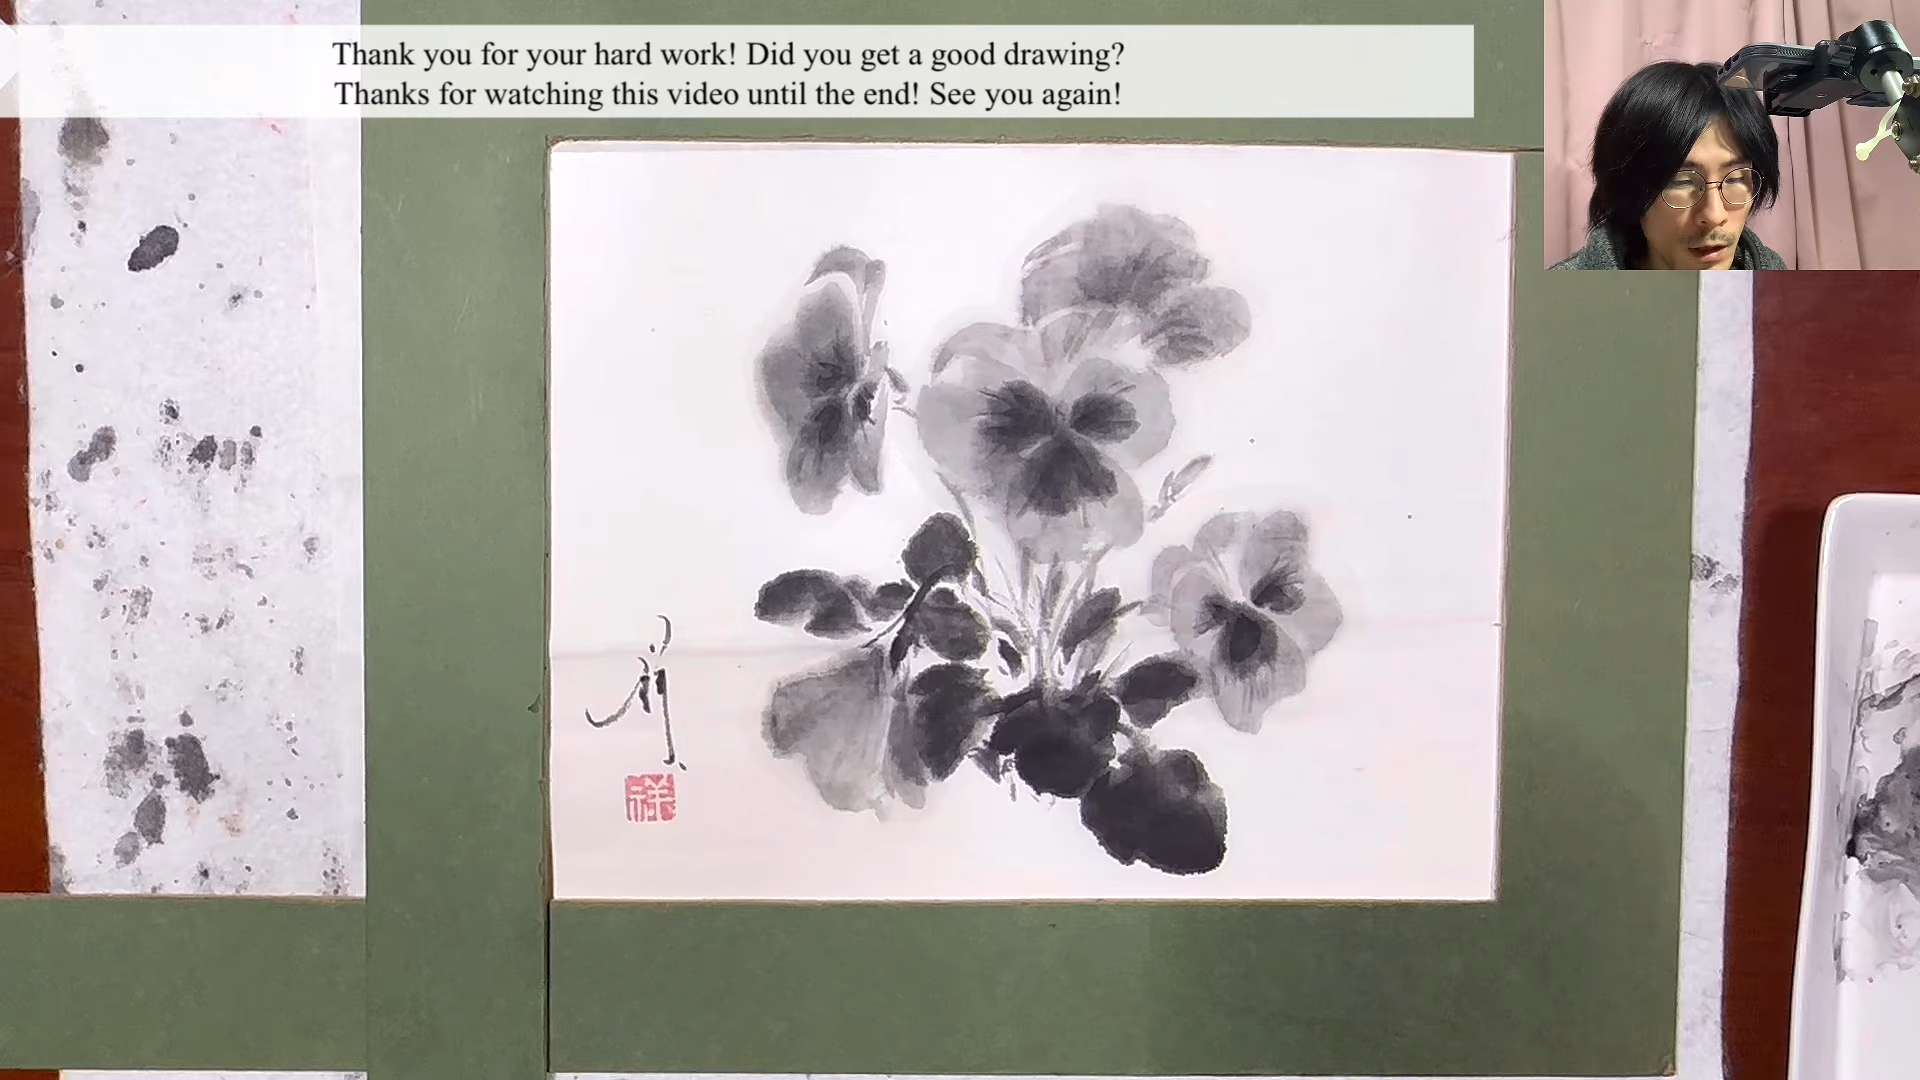 Thank you for your hard work! Did you get a good drawing?
Thanks for watching this video until the end! See you again!
祥